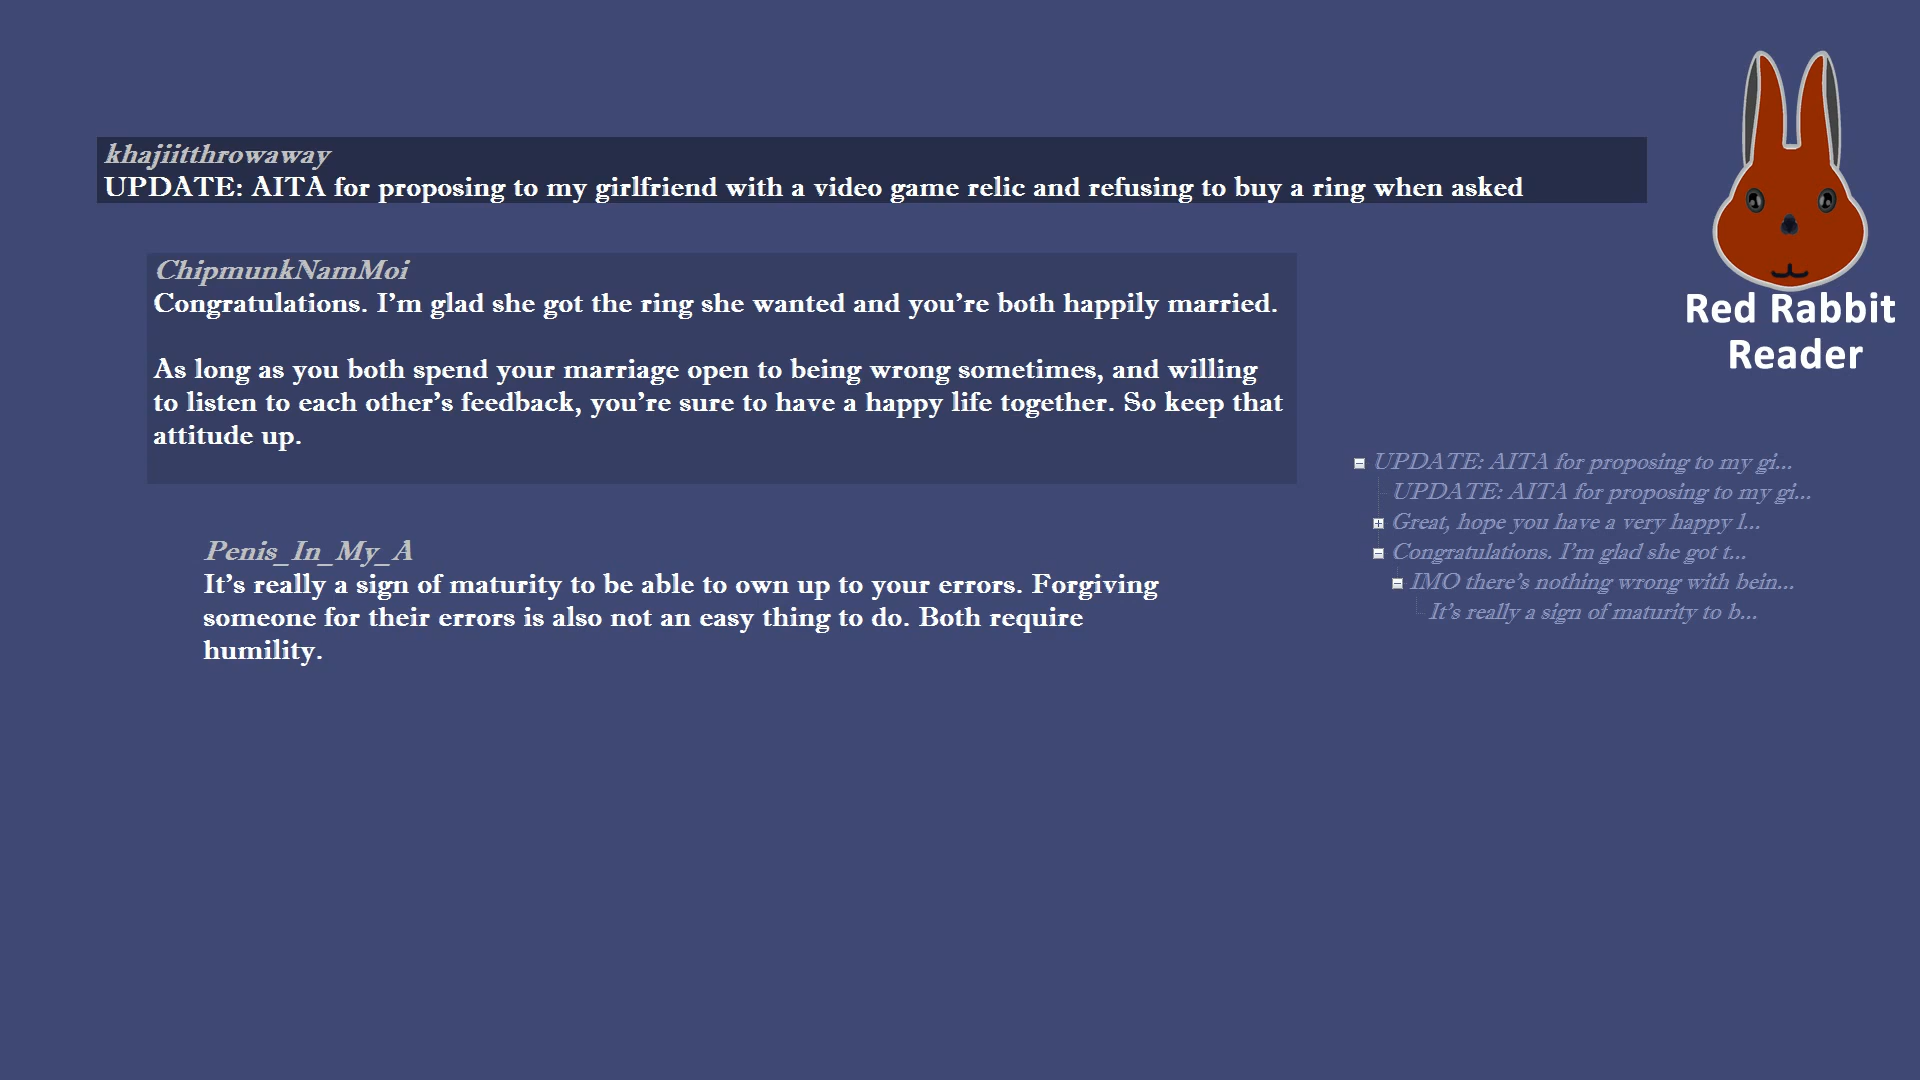 khajiitthrowaway
UPDATE: AITA for proposing to my girlfriend with a video game relic and refusing to buy a ring when asked
ChipmunkNamMoi
Congratulations. I'm glad she got the ring she wanted and you're both happily married.
As long as you both spend your marriage open to being wrong sometimes, and willing
to listen to each other's feedback, you're sure to have a happy life together. So keep that
attitude up.
Penis_In_My_A
It's really a sign of maturity to be able to own up to your errors. Forgiving
someone for their errors is also not an easy thing to do. Both require
humility.
Red Rabbit
Reader
UPDATE: AITA for proposing to my gi...
UPDATE: AITA for proposing to my gi...
Great, hope you have a very happy l...
Congratulations. I'm glad she got t...
IMO there's nothing wrong with bein...
It's really a sign of maturity to b...